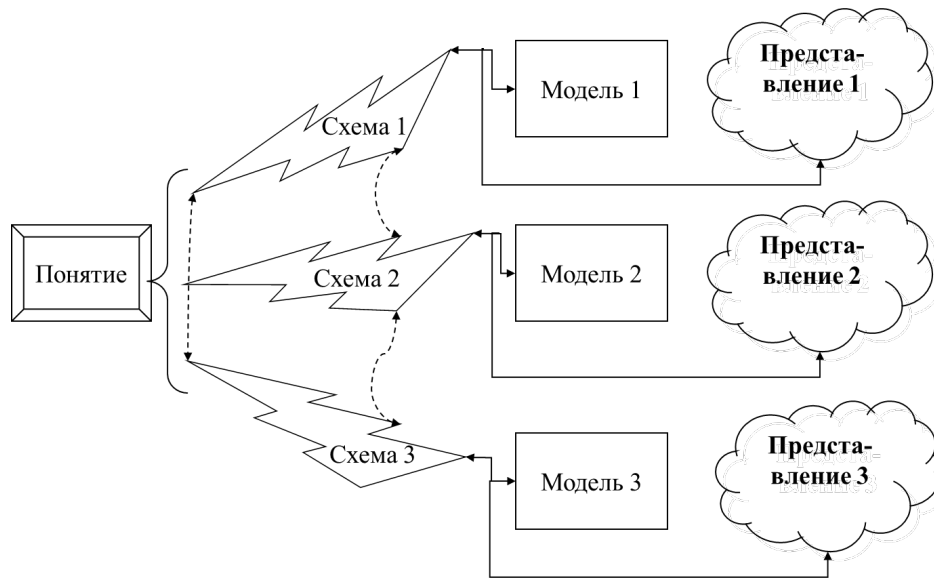 Понятие
Схема 1
Модель 1
Предста-
вление 1
Схема 2
Модель 2
Предста-
вление 2
Схема 3
Модель 3
Предста-
вление 3